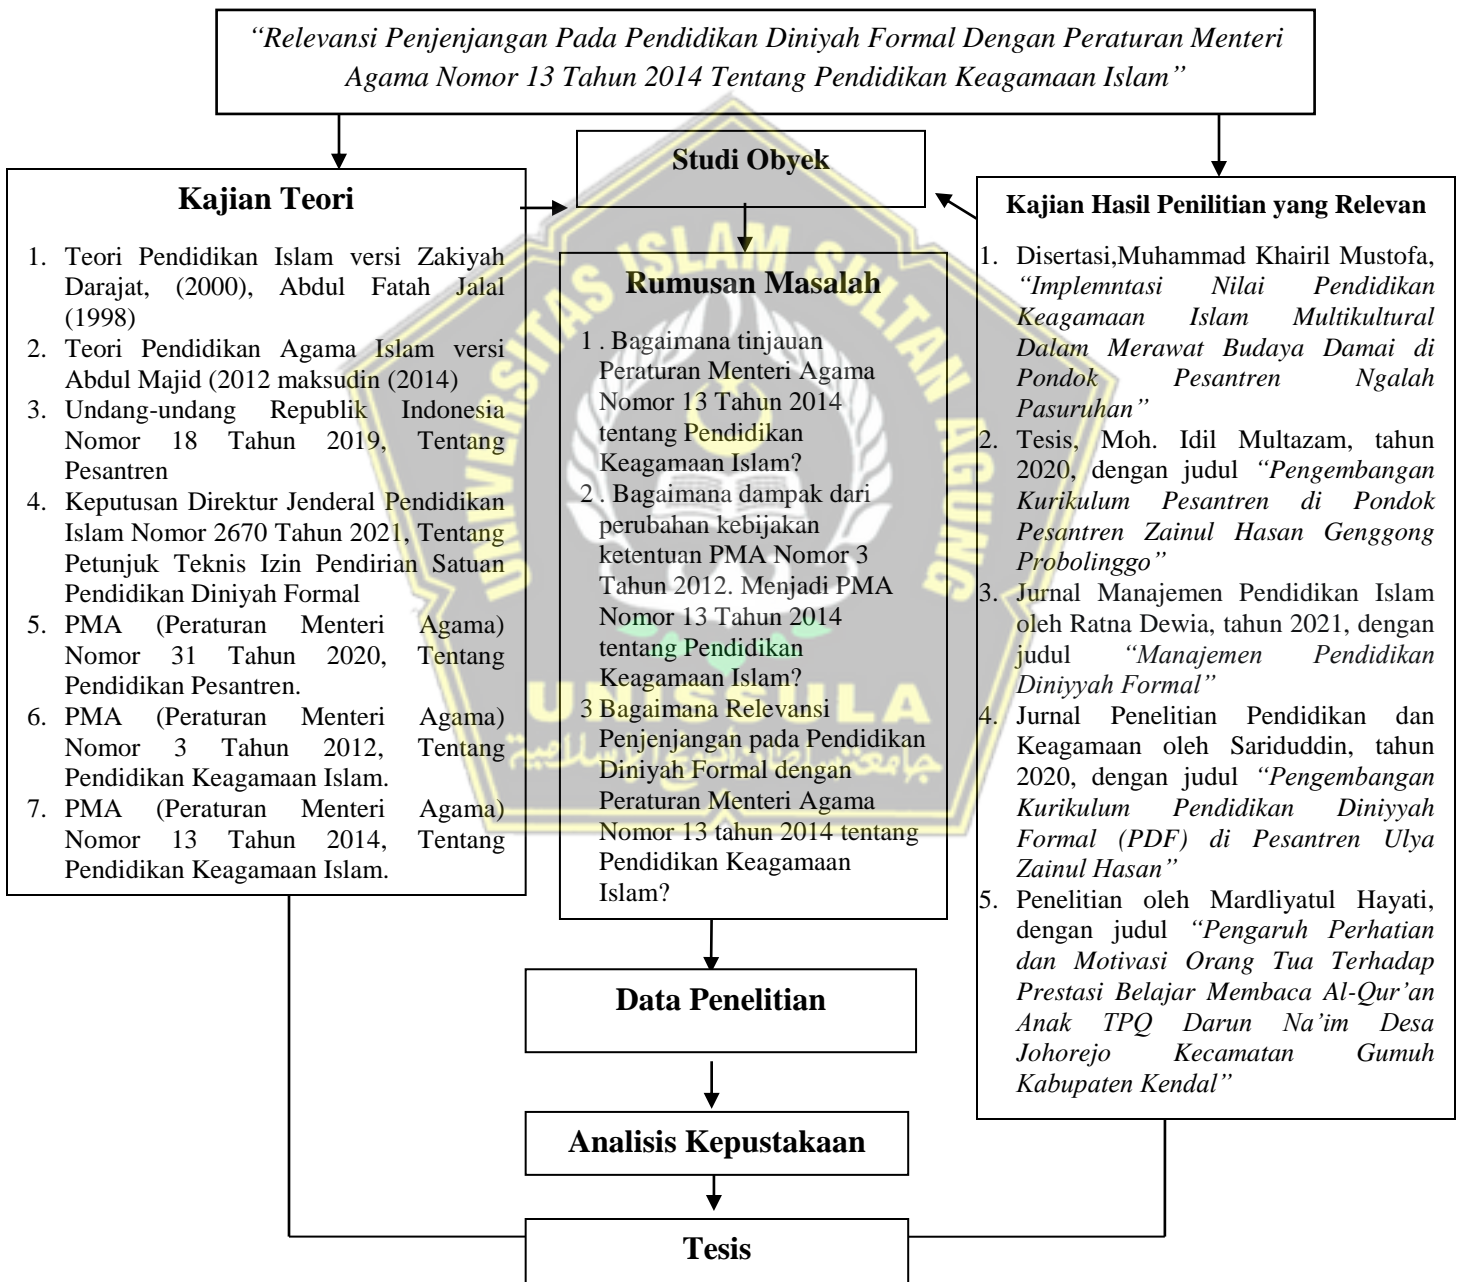 “Relevansi Penjenjangan Pada Pendidikan Diniyah Formal Dengan Peraturan Menteri
Agama Nomor 13 Tahun 2014 Tentang Pendidikan Keagamaan Islam”
Kajian Teori
1. Teori Pendidikan Islam versi Zakiyah
Darajat, (2000), Abdul Fatah Jalal
(1998)
2. Teori Pendidikan Agama Islam versi
Abdul Majid (2012 maksudin (2014)
3. Undang-undang Republik Indonesia
Nomor 18 Tahun 2019, Tentang
Pesantren
4. Keputusan Direktur Jenderal Pendidikan
Islam Nomor 2670 Tahun 2021, Tentang
Petunjuk Teknis Izin Pendirian Satuan
Pendidikan Diniyah Formal
5. PMA (Peraturan Menteri Agama)
Nomor 31 Tahun 2020, Tentang
Pendidikan Pesantren.
6. PMA (Peraturan Menteri Agama)
Nomor 3 Tahun 2012, Tentang
Pendidikan Keagamaan Islam.
7. PMA (Peraturan Menteri Agama)
Nomor 13 Tahun 2014, Tentang
Pendidikan Keagamaan Islam.
Studi Obyek
Rumusan Masalah
1 . Bagaimana tinjauan
Peraturan Menteri Agama
Nomor 13 Tahun 2014
tentang Pendidikan
Keagamaan Islam?
2 . Bagaimana dampak dari
perubahan kebijakan
ketentuan PMA Nomor 3
Tahun 2012. Menjadi PMA
Nomor 13 Tahun 2014
tentang Pendidikan
Keagamaan Islam?
3 Bagaimana Relevansi
Penjenjangan pada Pendidikan
Diniyah Formal dengan
Peraturan Menteri Agama
Nomor 13 tahun 2014 tentang
Pendidikan Keagamaan
Islam?
Kajian Hasil Penilitian yang Relevan
1. Disertasi,Muhammad Khairil Mustofa,
“Implemntasi Nilai Pendidikan
Keagamaan Islam Multikultural
Dalam Merawat Budaya Damai di
Pondok Pesantren Ngalah
Pasuruhan”
2. Tesis, Moh. Idil Multazam, tahun
2020, dengan judul “Pengembangan
Kurikulum Pesantren di Pondok
Pesantren Zainul Hasan Genggong
Probolinggo”
3. Jurnal Manajemen Pendidikan Islam
oleh Ratna Dewia, tahun 2021, dengan
judul “Manajemen Pendidikan
Diniyyah Formal”
4. Jurnal Penelitian Pendidikan dan
Keagamaan oleh Sariduddin, tahun
2020, dengan judul “Pengembangan
Kurikulum Pendidikan Diniyyah
Formal (PDF) di Pesantren Ulya
Zainul Hasan”
5. Penelitian oleh Mardliyatul Hayati,
dengan judul “Pengaruh Perhatian
dan Motivasi Orang Tua Terhadap
Prestasi Belajar Membaca Al-Qur’an
Anak TPQ Darun Na’im Desa
Johorejo Kecamatan Gumuh
Kabupaten Kendal”
Data Penelitian
Analisis Kepustakaan
Tesis
UNIVERSITAS ISLAM SULTAN AGUNG
UNISSULA
جامعة سلطان أجونج الإسلامية